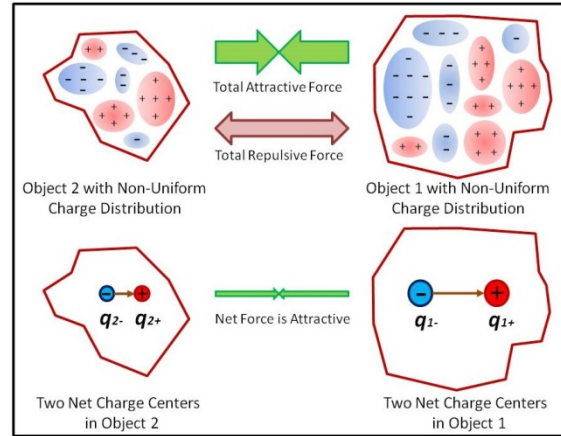 Total Attractive Force
Total Repulsive Force
Object 2 with Non-Uniform
Charge Distribution
Object 1 with Non-Uniform
Charge Distribution
- +
q2- q2+
Net Force is Attractive
- +
q1- q1+
Two Net Charge Centers
in Object 2
Two Net Charge Centers
in Object 1